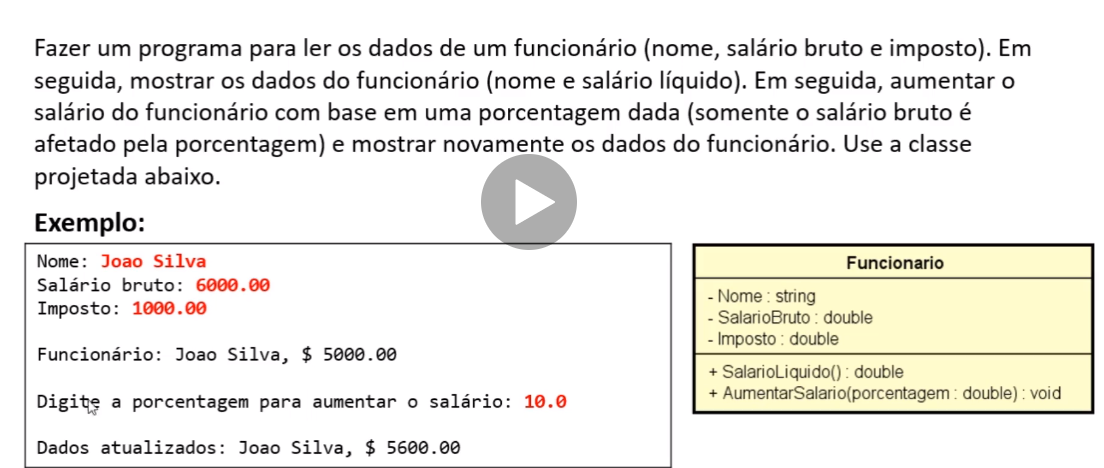 Fazer um programa para ler os dados de um funcionário (nome, salário bruto e imposto). Em
seguida, mostrar os dados do funcionário (nome e salário líquido). Em seguida, aumentar o
salário do funcionário com base em uma porcentagem dada (somente o salário bruto é
afetado pela porcentagem) e mostrar novamente os dados do funcionário. Use a classe
projetada abaixo.
Exemplo:
Nome: Joao Silva
Salário bruto: 6000.00
Imposto: 1000.00
Funcionário: Joao Silva, $ 5000.00
Digite a porcentagem para aumentar o salário: 10.0
Dados atualizados: Joao Silva, $ 5600.00
Funcionario
- Nome : string
- SalarioBruto : double
- Imposto : double
+ SalarioLiquido() : double
+ AumentarSalario(porcentagem : double) : void